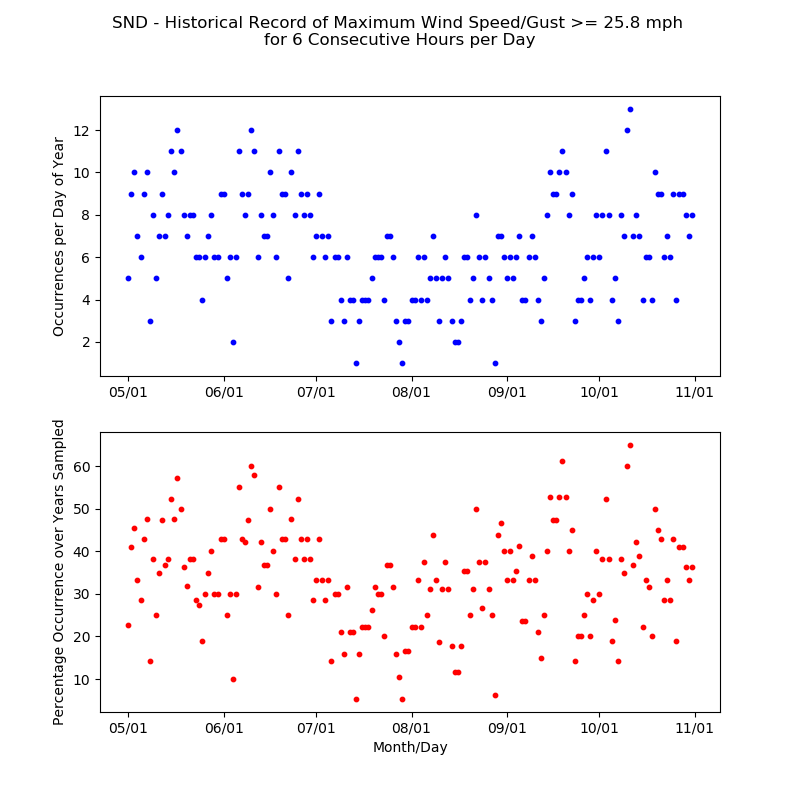 SND - Historical Record of Maximum Wind Speed/Gust >= 25.8 mph
for 6 Consecutive Hours per Day
Occurrences per Day of Year
12
10
8
6
4
2
05/01 06/01 07/01 08/01 09/01 10/01 11/01
Percentage Occurrence over Years Sampled
60
50
40
30
20
10
05/01 06/01 07/01 08/01 09/01 10/01 11/01
Month/Day